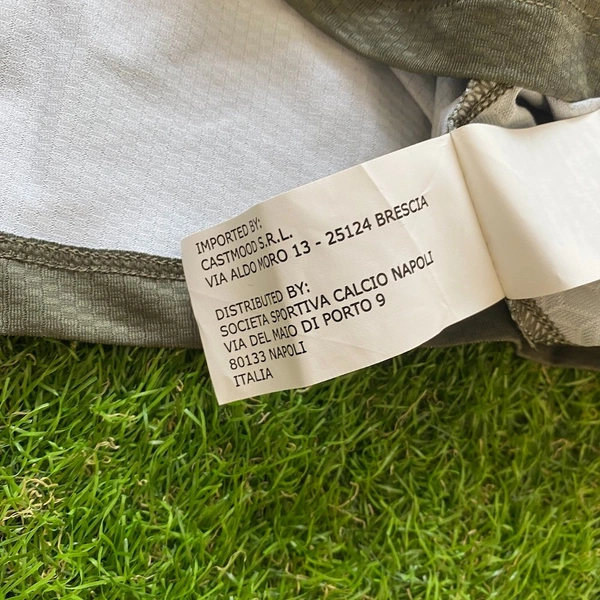 IMPORTED BY:
CASTMOOD S.R.L.
VIA ALDO MORO 13 - 25124 BRESCIA
DISTRIBUTED BY:
SOCIETA SPORTIVA CALCIO NAPOLI
VIA DEL MAIO DI PORTO 9
80133 NAPOLI
ITALIA